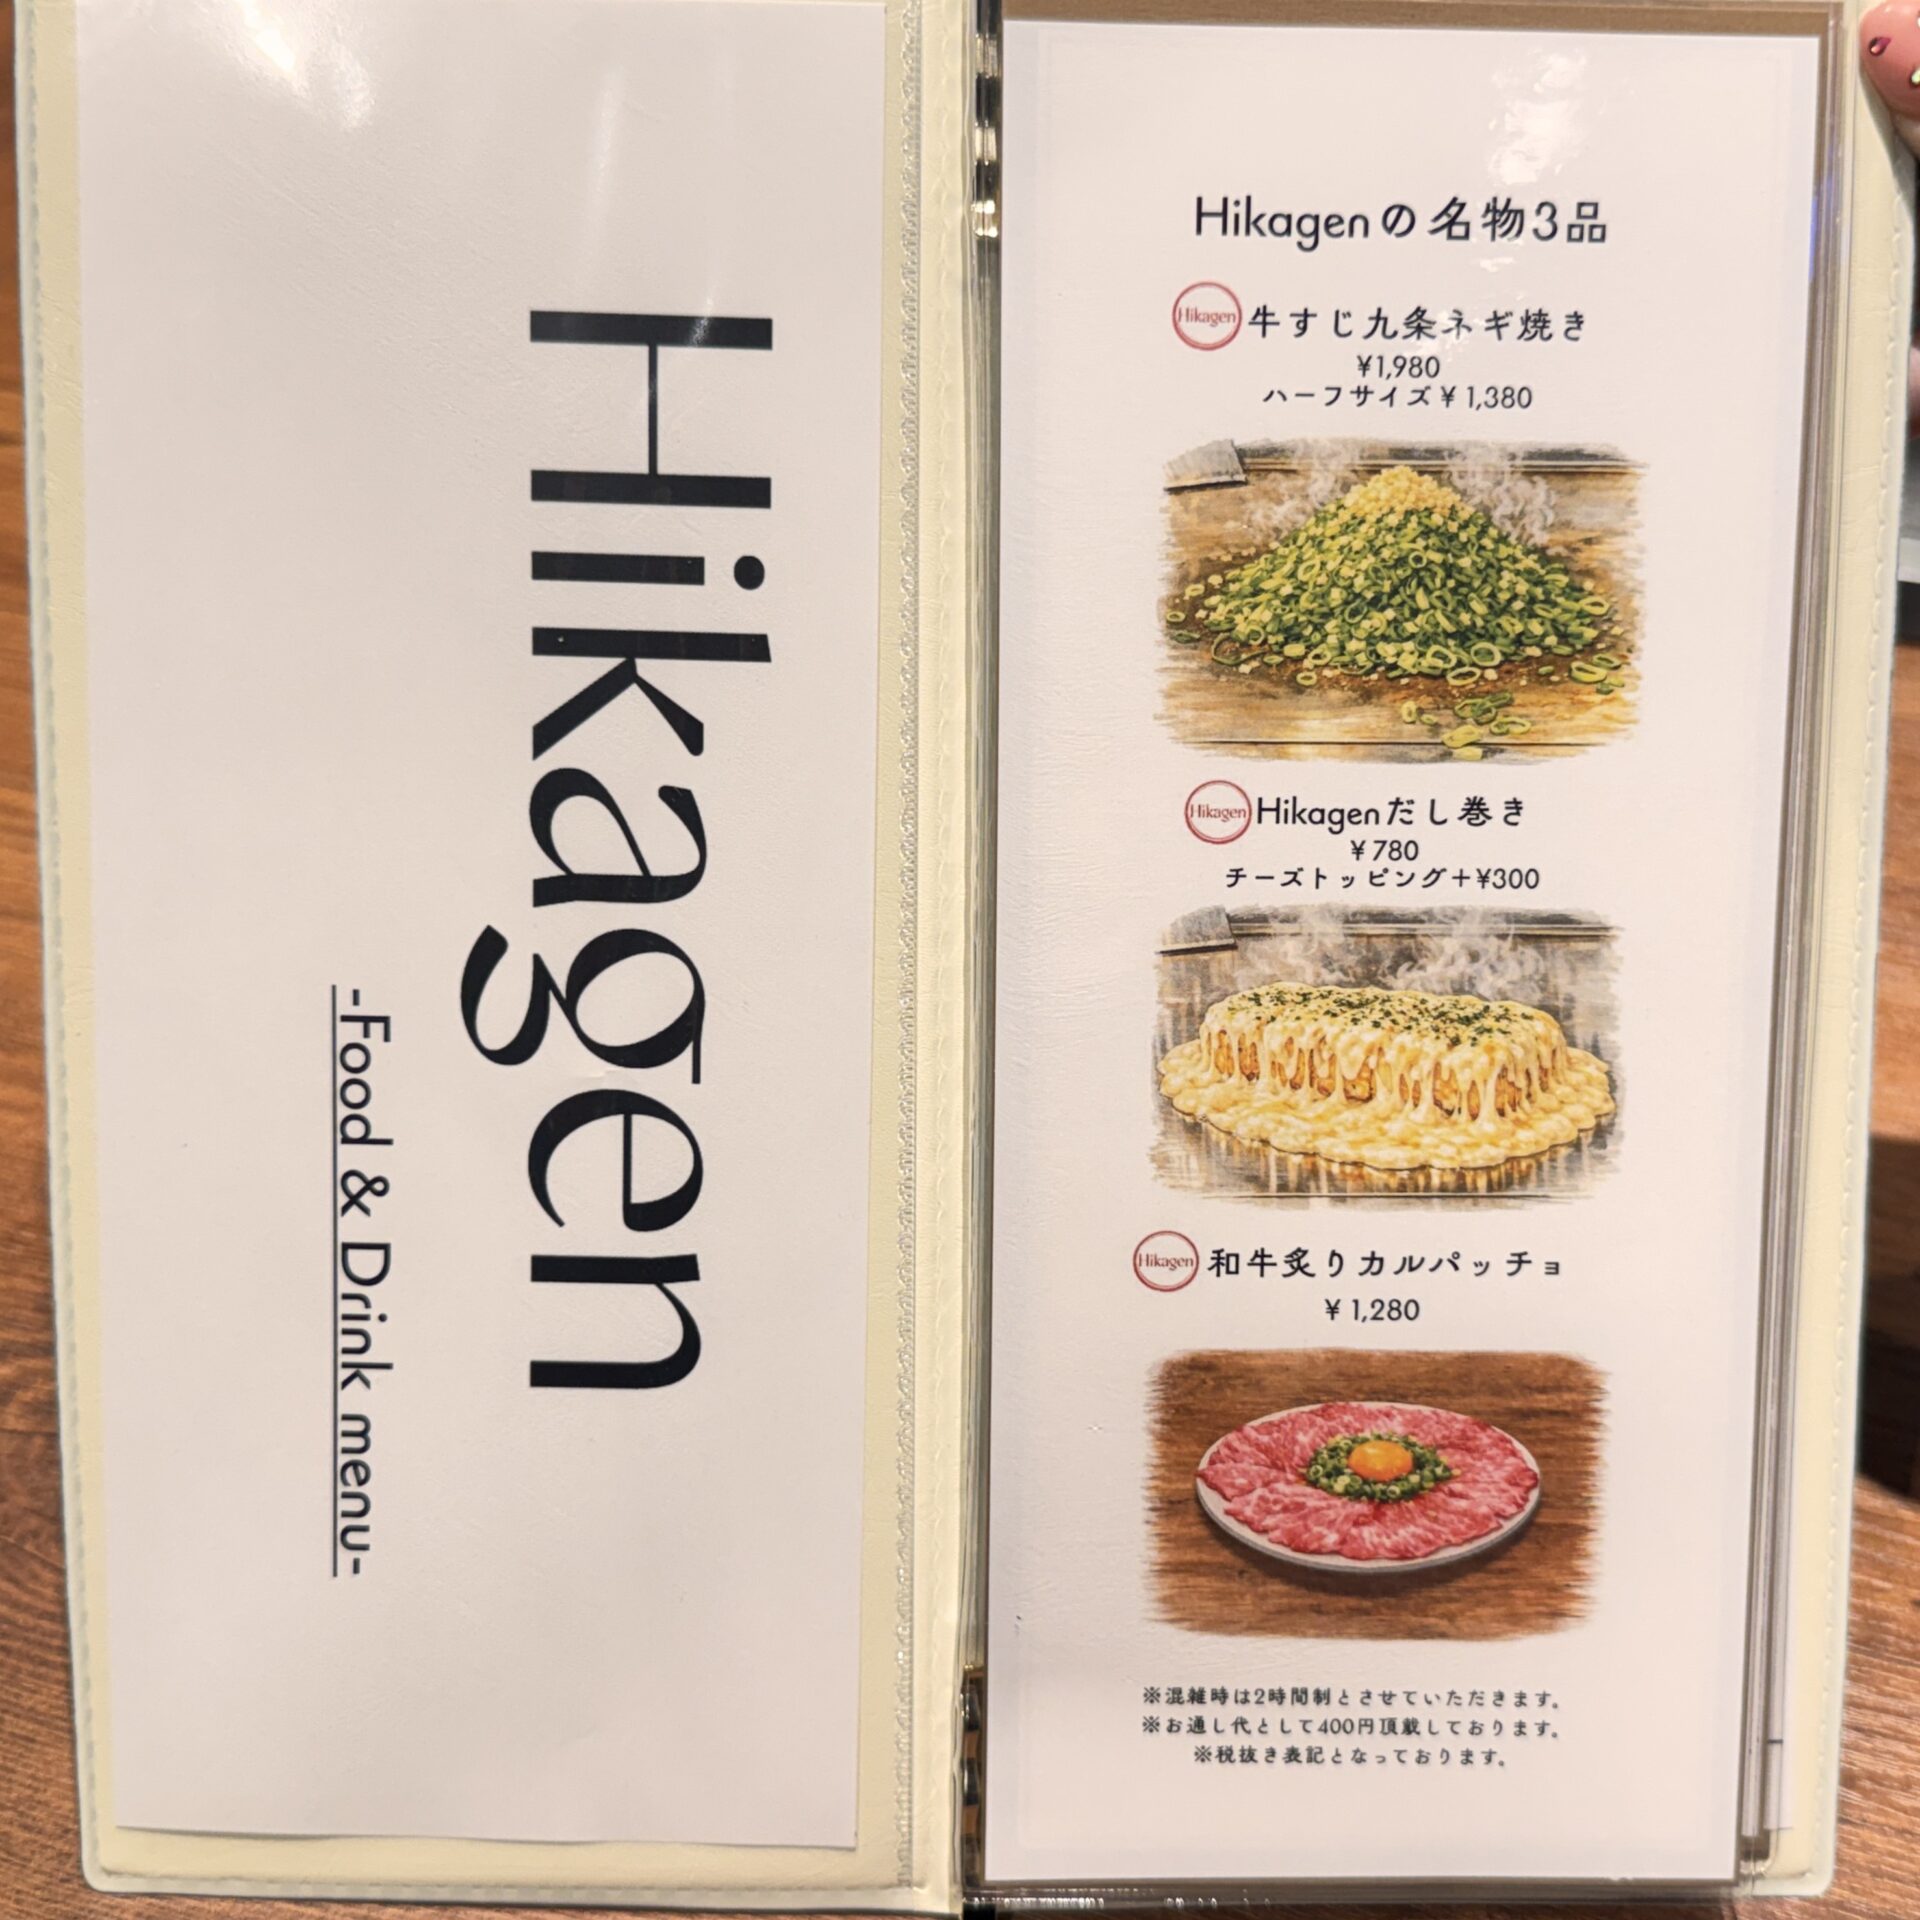 Hikagen
-Food & Drink menu-
Hikagenの名物3品
Hikagen 牛すじ九条ネギ焼き
¥1,980
ハーフサイズ¥1,380
Hikagen Hikagenだし巻き
¥780
チーズトッピング+¥300
Hikagen 和牛炙りカルパッチョ
¥1,280
※混雑時は2時間制とさせていただきます。
※お通し代として400円頂戴しております。
※税抜き表記となっております。